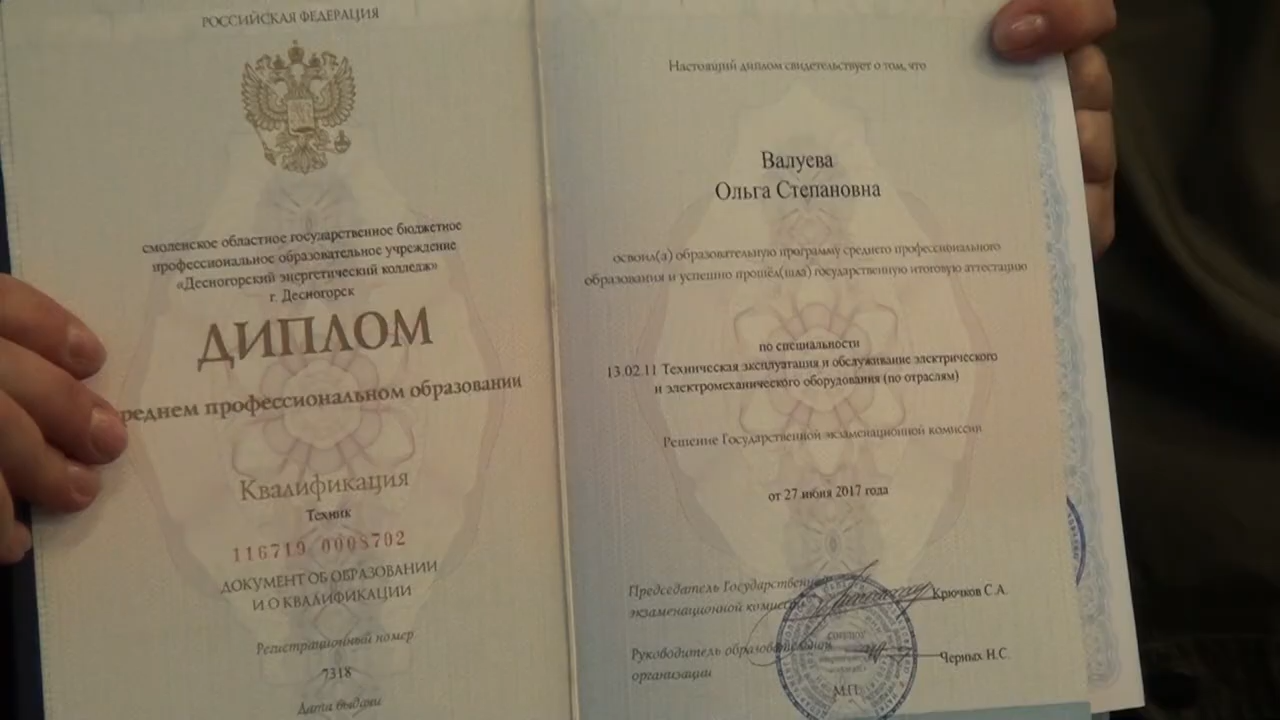 РОССИЙСКАЯ ФЕДЕРАЦИЯ
смоленское областное государственное бюджетное
профессиональное образовательное учреждение
«Десногорский энергетический колледж»
г. Десногорск
ДИПЛОМ
реднем профессиональном образовании
Квалификация
Техник
116719 0008702
ДОКУМЕНТ ОБ ОБРАЗОВАНИИ
И О КВАЛИФИКАЦИИ
Регистрационный номер
7318
Дата выдачи
Настоящий диплом свидетельствует о том, что
Валуева
Ольга Степановна
освоил(а) образовательную программу среднего профессионального
образования и успешно прошёл(шла) государственную итоговую аттестацию
по специальности
13.02.11 Техническая эксплуатация и обслуживание электрического
и электромеханического оборудования (по отраслям)
Решение Государственной экзаменационной комиссии
от 27 июня 2017 года
Председатель Государственной
экзаменационной комиссии
Крючков С.А.
Руководитель образовательной
организации
Черных Н.С.
М.П.